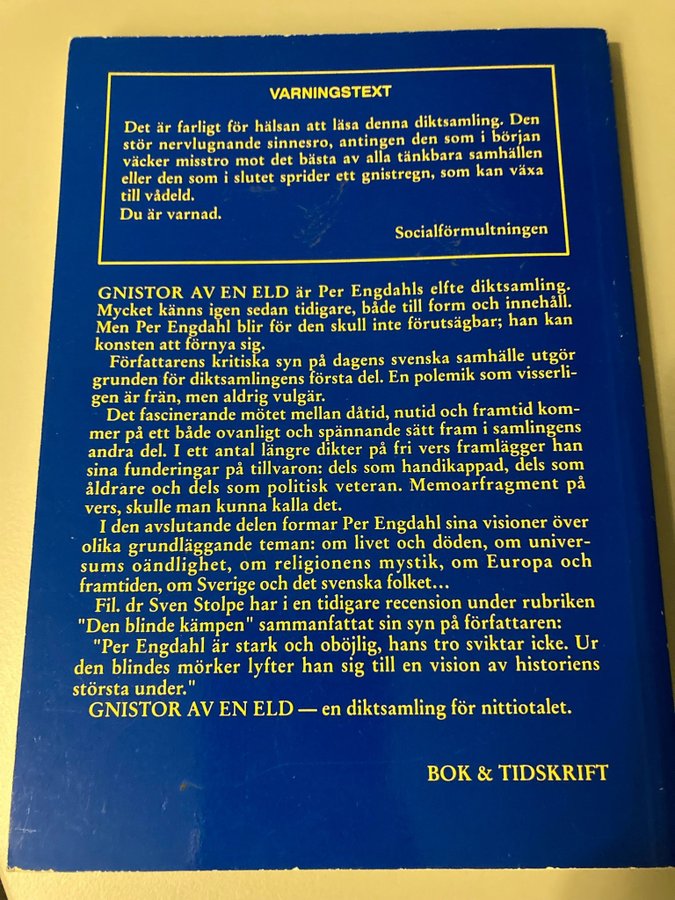 VARNINGSTEXT
Det är farligt för hälsan att läsa denna diktsamling. Den
stör nervlugnande sinnesro, antingen den som i början
väcker misstro mot det bästa av alla tänkbara samhällen
eller den som i slutet sprider ett gnistregn, som kan växa
till vådeld.
Du är varnad.
Socialförmultningen
GNISTOR AV EN ELD är Per Engdahls elfte diktsamling.
Mycket känns igen sedan tidigare, både till form och innehåll.
Men Per Engdahl blir för den skull inte förutsägbar; han kan
konsten att förnya sig.
Författarens kritiska syn på dagens svenska samhälle utgör
grunden för diktsamlingens första del. En polemik som visserli-
gen är frän, men aldrig vulgär.
Det fascinerande mötet mellan dåtid, nutid och framtid kom-
mer på ett både ovanligt och spännande sätt fram i samlingens
andra del. I ett antal längre dikter på fri vers framlägger han
sina funderingar på tillvaron: dels som handikappad, dels som
åldrare och dels som politisk veteran. Memoarfragment på
vers, skulle man kunna kalla det.
I den avslutande delen formar Per Engdahl sina visioner över
olika grundläggande teman: om livet och döden, om univer-
sums oändlighet, om religionens mystik, om Europa och
framtiden, om Sverige och det svenska folket...
Fil. dr Sven Stolpe har i en tidigare recension under rubriken
"Den blinde kämpen" sammanfattat sin syn på författaren:
"Per Engdahl är stark och oböjlig, hans tro sviktar icke. Ur
den blindes mörker lyfter han sig till en vision av historiens
största under."
GNISTOR AV EN ELD — en diktsamling för nittiotalet.
BOK & TIDSKRIFT